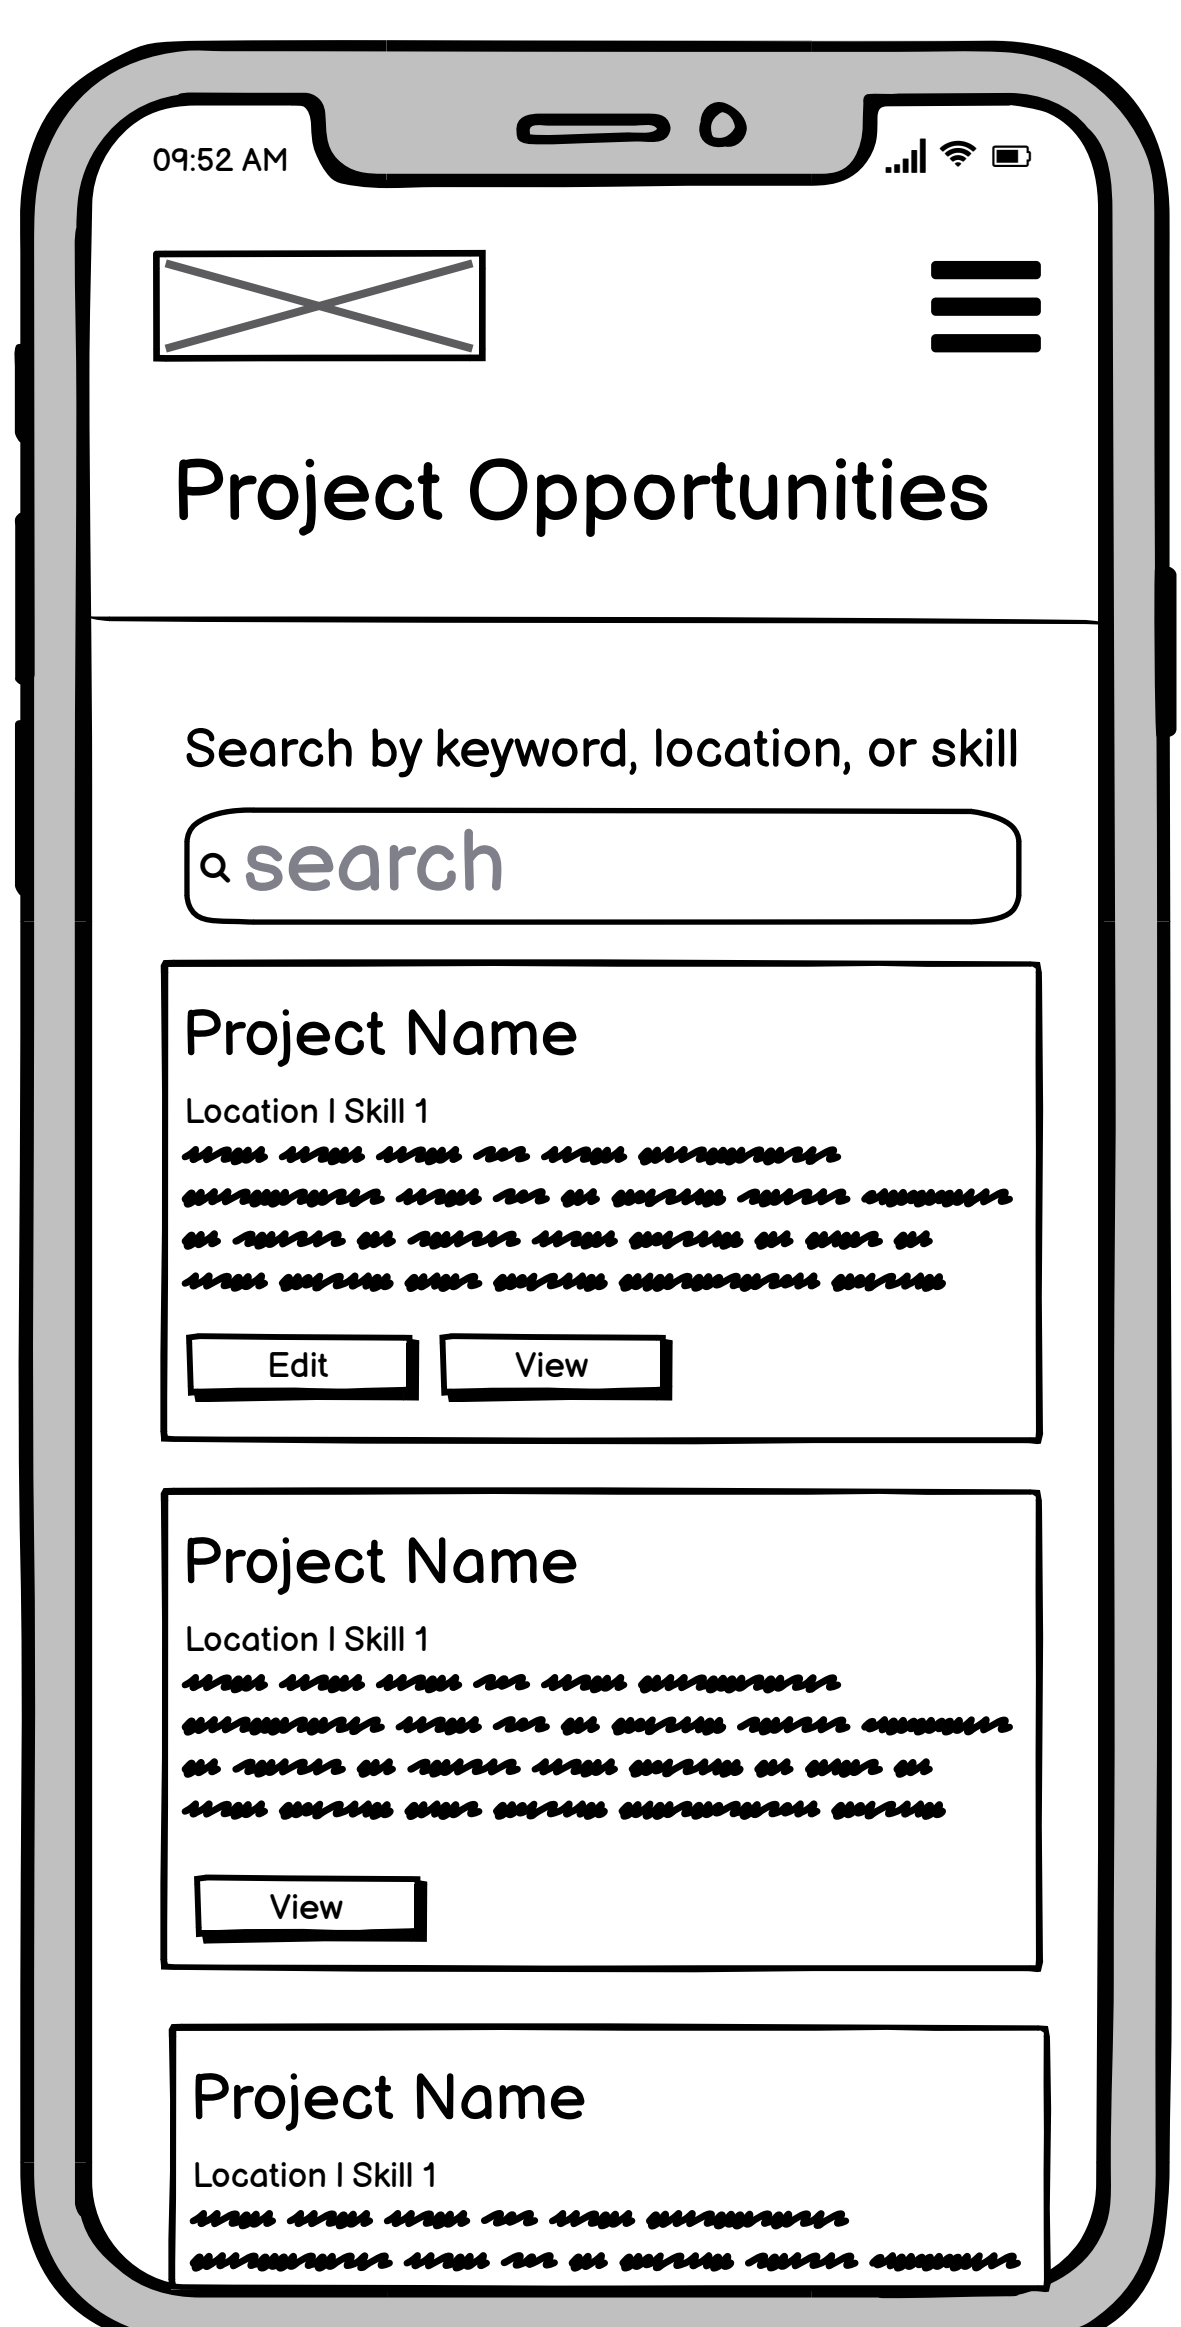 09:52 AM
Project Opportunities
Search by keyword, location, or skill
search
Project Name
Location | Skill 1
Edit View
Project Name
Location | Skill 1
View
Project Name
Location | Skill 1